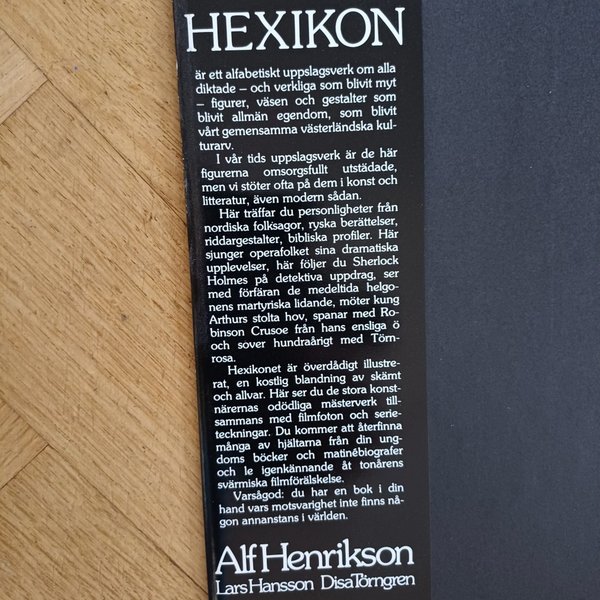 HEXIKON
är ett alfabetiskt uppslagsverk om alla
diktade – och verkliga som blivit myt
– figurer, väsen och gestalter som
blivit allmän egendom, som blivit
vårt gemensamma västerländska kul-
turarv.
I vår tids uppslagsverk är de här
figurerna omsorgsfullt utstädade,
men vi stöter ofta på dem i konst och
litteratur, även modern sådan.
Här träffar du personligheter från
nordiska folksagor, ryska berättelser,
riddargestalter, bibliska profiler. Här
sjunger operafolket sina dramatiska
upplevelser, här följer du Sherlock
Holmes på detektiva uppdrag, ser
med förfäran de medeltida helgo-
nens martyriska lidande, möter kung
Arthurs stolta hov, spanar med Ro-
binson Crusoe från hans ensliga ö
och sover hundraårigt med Törn-
rosa.
Hexikonet är överdådigt illustre-
rat, en kostlig blandning av skämt
och allvar. Här ser du de stora konst-
närernas odödliga mästerverk till-
sammans med filmfoton och serie-
teckningar. Du kommer att återfinna
många av hjältarna från din ung-
doms böcker och matinébiografer
och le igenkännande åt tonårens
svärmiska filmförälskelse.
Varsågod: du har en bok i din
hand vars motsvarighet inte finns nå-
gon annanstans i världen.
Alf Henrikson
Lars Hansson Disa Törngren